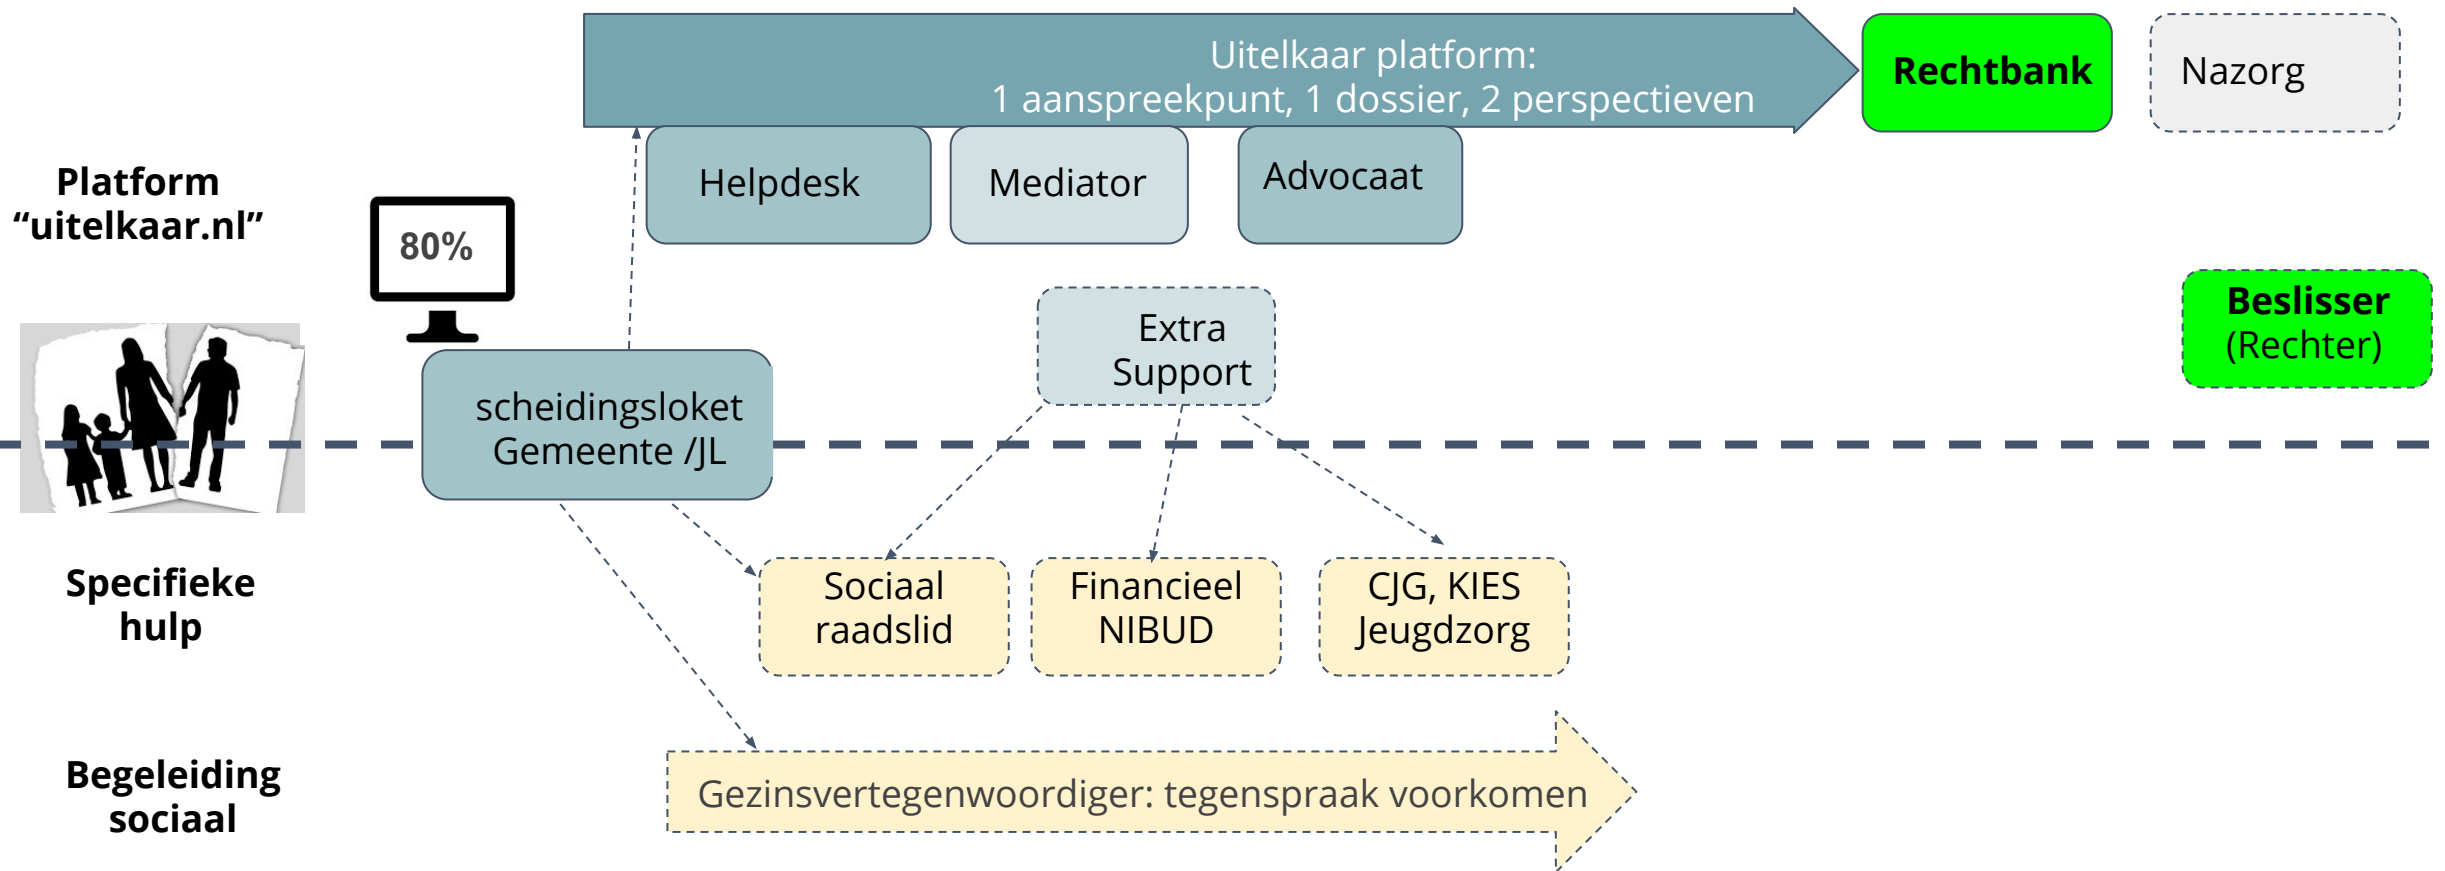 Uitelkaar platform:
1 aanspreekpunt, 1 dossier, 2 perspectieven
Rechtbank
Nazorg
Platform
“uitelkaar.nl”
80%
Helpdesk
Mediator
Advocaat
Extra
Support
Beslisser
(Rechter)
scheidingsloket
Gemeente /JL
Specifieke
hulp
Sociaal
raadslid
Financieel
NIBUD
CJG, KIES
Jeugdzorg
Begeleiding
sociaal
Gezinsvertegenwoordiger: tegenspraak voorkomen